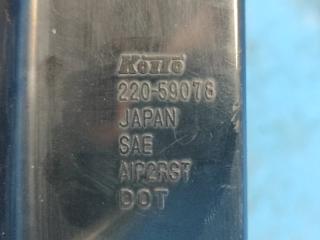 KOITO
220-59078
JAPAN
SAE
AIP2RST
DOT